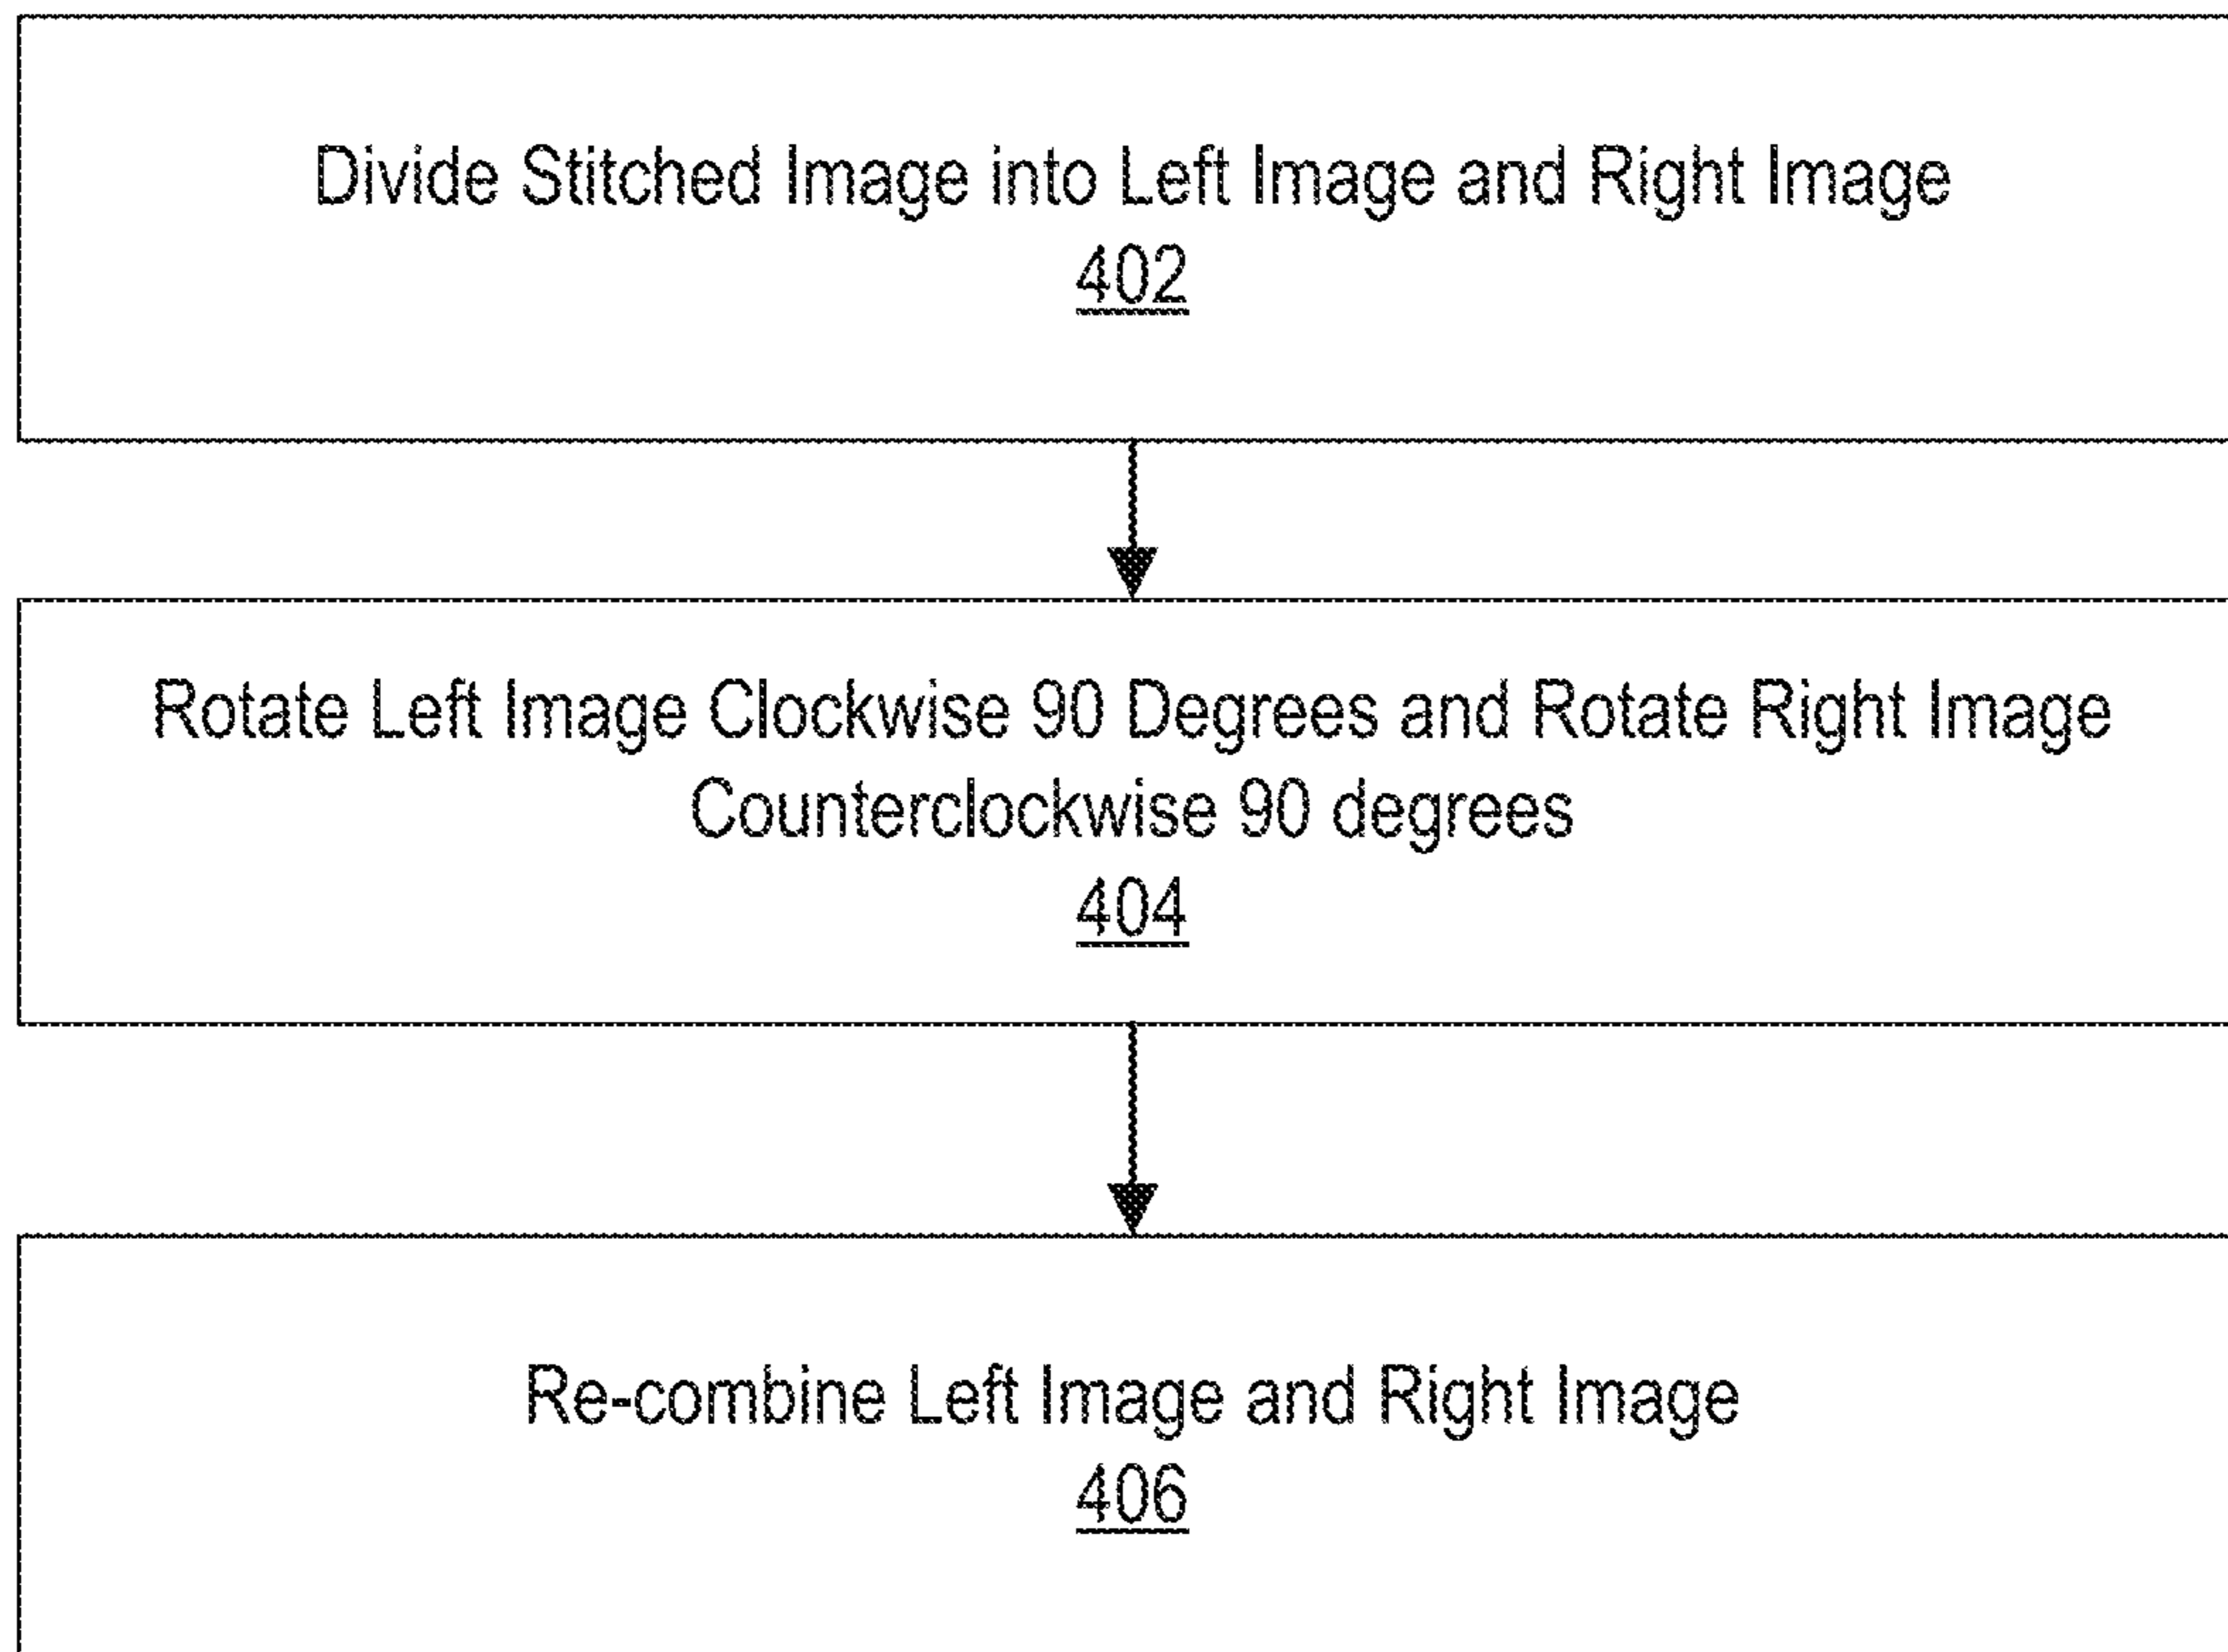 Divide Stitched Image into Left Image and Right Image
402
Rotate Left Image Clockwise 90 Degrees and Rotate Right Image
Counterclockwise 90 degrees
404
Re-combine Left Image and Right Image
406